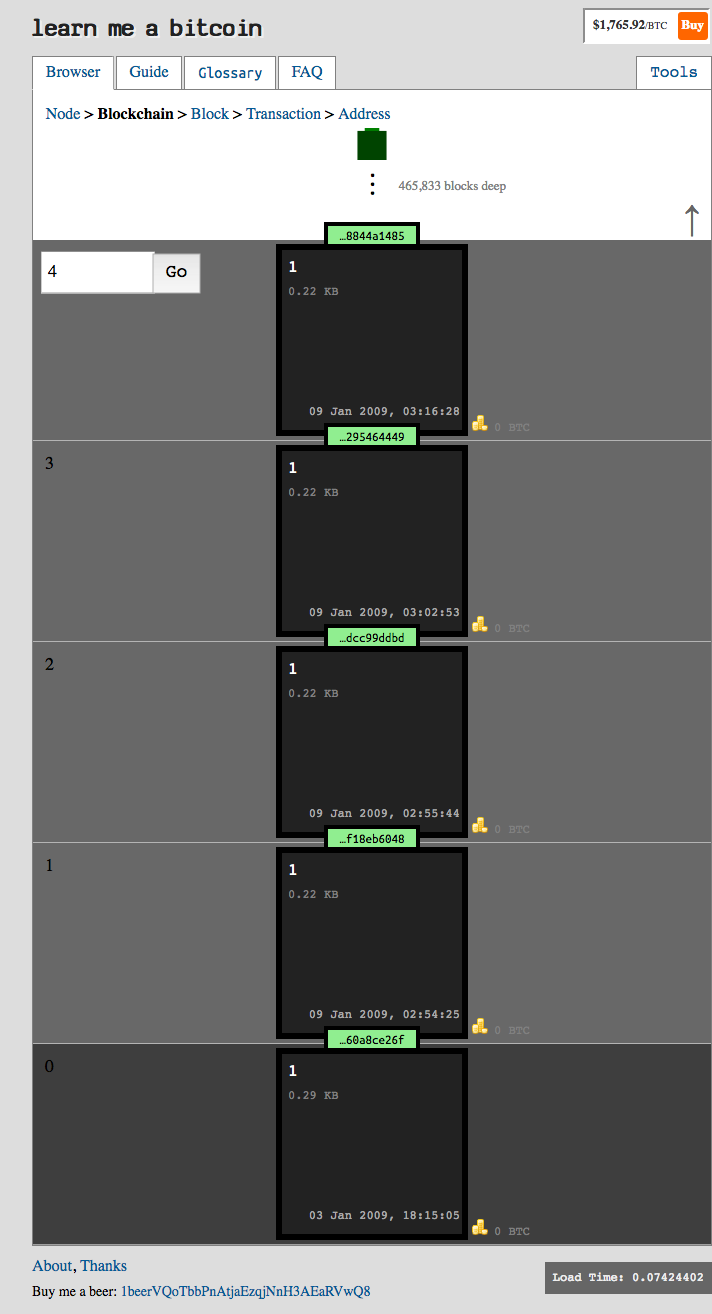 learn me a bitcoin
$1,765.92/BTC Buy
Browser Guide Glossary FAQ Tools
Node > Blockchain > Block > Transaction > Address
465,833 blocks deep
↑
…8844a1485
4 Go
1
0.22 KB
09 Jan 2009, 03:16:28
0 BTC
…295464449
3
1
0.22 KB
09 Jan 2009, 03:02:53
0 BTC
…dcc99ddbd
2
1
0.22 KB
09 Jan 2009, 02:55:44
0 BTC
…f18eb6048
1
1
0.22 KB
09 Jan 2009, 02:54:25
0 BTC
…60a8ce26f
0
1
0.29 KB
03 Jan 2009, 18:15:05
0 BTC
About, Thanks
Buy me a beer: 1beerVQoTbbPnAtjaEzqjNnH3AEaRVwQ8
Load Time: 0.07424402